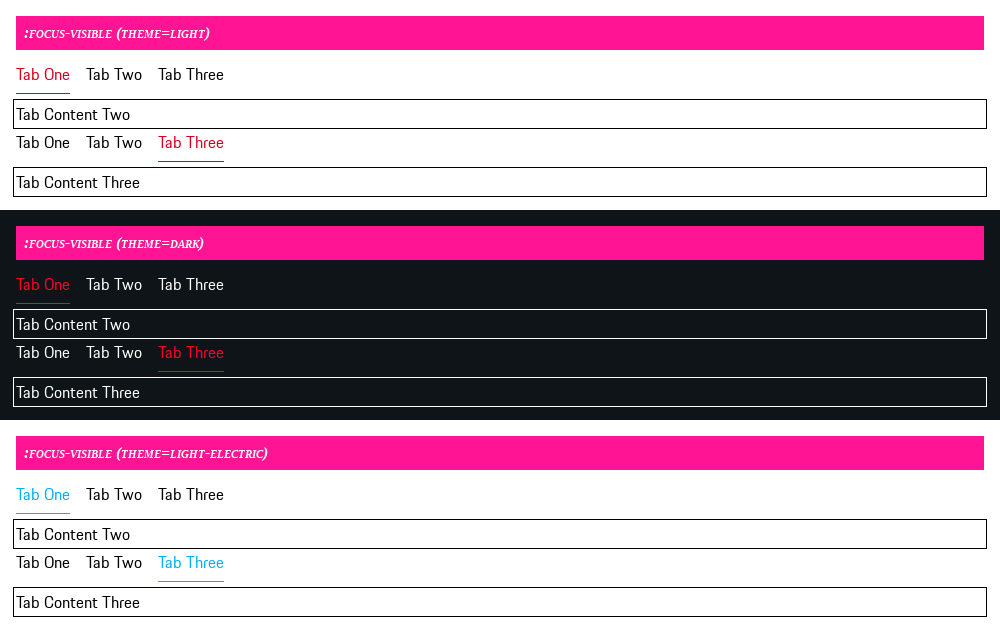 :focus-visible (theme=light)
Tab One Tab Two Tab Three
Tab Content Two
Tab One Tab Two Tab Three
Tab Content Three
:focus-visible (theme=dark)
Tab One Tab Two Tab Three
Tab Content Two
Tab One Tab Two Tab Three
Tab Content Three
:focus-visible (theme=light-electric)
Tab One Tab Two Tab Three
Tab Content Two
Tab One Tab Two Tab Three
Tab Content Three